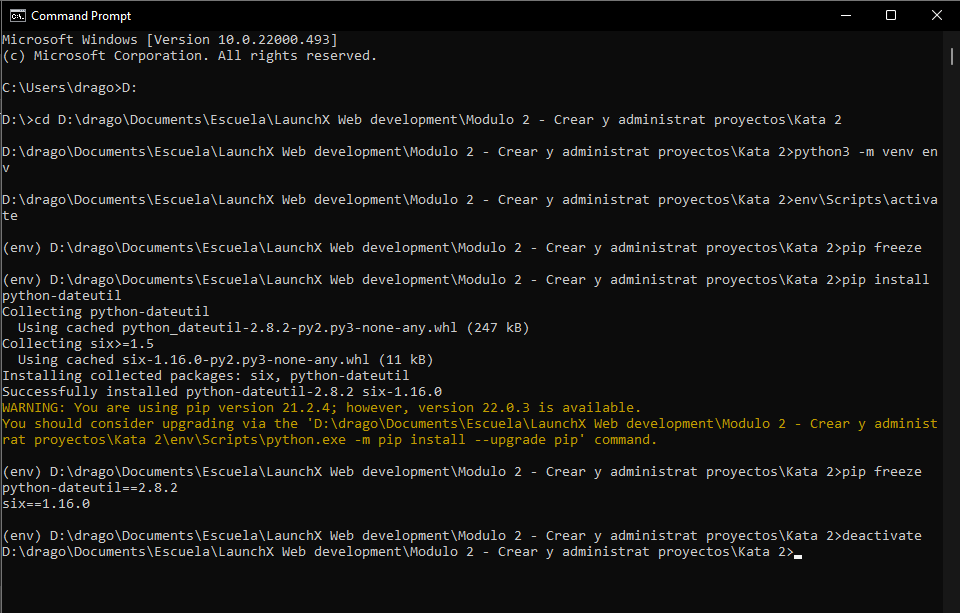 Command Prompt
Microsoft Windows [Version 10.0.22000.493]
(c) Microsoft Corporation. All rights reserved.
C:\Users\drago>D:
D:\>cd D:\drago\Documents\Escuela\LaunchX Web development\Modulo 2 - Crear y administrat proyectos\Kata 2
D:\drago\Documents\Escuela\LaunchX Web development\Modulo 2 - Crear y administrat proyectos\Kata 2>python3 -m venv en
v
D:\drago\Documents\Escuela\LaunchX Web development\Modulo 2 - Crear y administrat proyectos\Kata 2>env\Scripts\activa
te
(env) D:\drago\Documents\Escuela\LaunchX Web development\Modulo 2 - Crear y administrat proyectos\Kata 2>pip freeze
(env) D:\drago\Documents\Escuela\LaunchX Web development\Modulo 2 - Crear y administrat proyectos\Kata 2>pip install
python-dateutil
Collecting python-dateutil
  Using cached python_dateutil-2.8.2-py2.py3-none-any.whl (247 kB)
Collecting six>=1.5
  Using cached six-1.16.0-py2.py3-none-any.whl (11 kB)
Installing collected packages: six, python-dateutil
Successfully installed python-dateutil-2.8.2 six-1.16.0
WARNING: You are using pip version 21.2.4; however, version 22.0.3 is available.
You should consider upgrading via the 'D:\drago\Documents\Escuela\LaunchX Web development\Modulo 2 - Crear y administ
rat proyectos\Kata 2\env\Scripts\python.exe -m pip install --upgrade pip' command.
(env) D:\drago\Documents\Escuela\LaunchX Web development\Modulo 2 - Crear y administrat proyectos\Kata 2>pip freeze
python-dateutil==2.8.2
six==1.16.0
(env) D:\drago\Documents\Escuela\LaunchX Web development\Modulo 2 - Crear y administrat proyectos\Kata 2>deactivate
D:\drago\Documents\Escuela\LaunchX Web development\Modulo 2 - Crear y administrat proyectos\Kata 2>